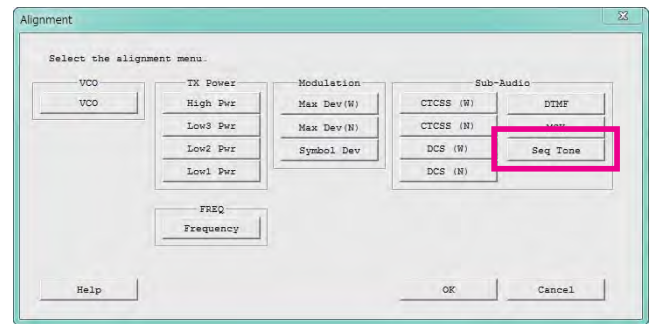 Alignment
Select the alignment menu.
VCO TX Power Modulation Sub-Audio
VCO High Pwr Max Dev(W) CTCSS (W) DTMF
Low3 Pwr Max Dev(N) CTCSS (N)
Low2 Pwr Symbol Dev DCS (W) Seq Tone
Low1 Pwr DCS (N)
FREQ
Frequency
Help OK Cancel